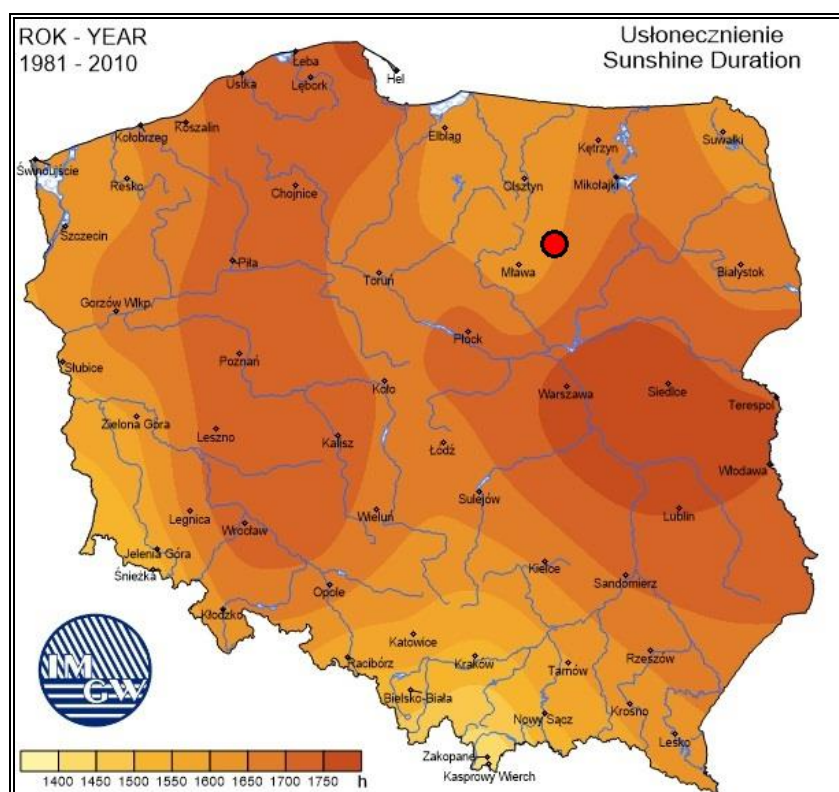 ROK - YEAR
1981 - 2010
Usłonecznienie
Sunshine Duration
Łeba
Hel
Ustka
Lębork
Koszalin
Kołobrzeg
Elbląg
Kętrzyn
Suwałki
Świnoujście
Resko
Chojnice
Olsztyn
Mikołajki
Szczecin
Piła
Toruń
Mława
Białystok
Gorzów Wlkp.
Płock
Słubice
Poznań
Koło
Warszawa
Siedlce
Terespol
Zielona Góra
Leszno
Kalisz
Łódź
Włodawa
Sulejów
Legnica
Wrocław
Wieluń
Lublin
Jelenia Góra
Śnieżka
Kielce
Sandomierz
Opole
Kłodzko
Katowice
Racibórz
Kraków
Tarnów
Rzeszów
Bielsko-Biała
Nowy Sącz
Krosno
Lesko
Zakopane
Kasprowy Wierch
IM
GW
1400 1450 1500 1550 1600 1650 1700 1750 h